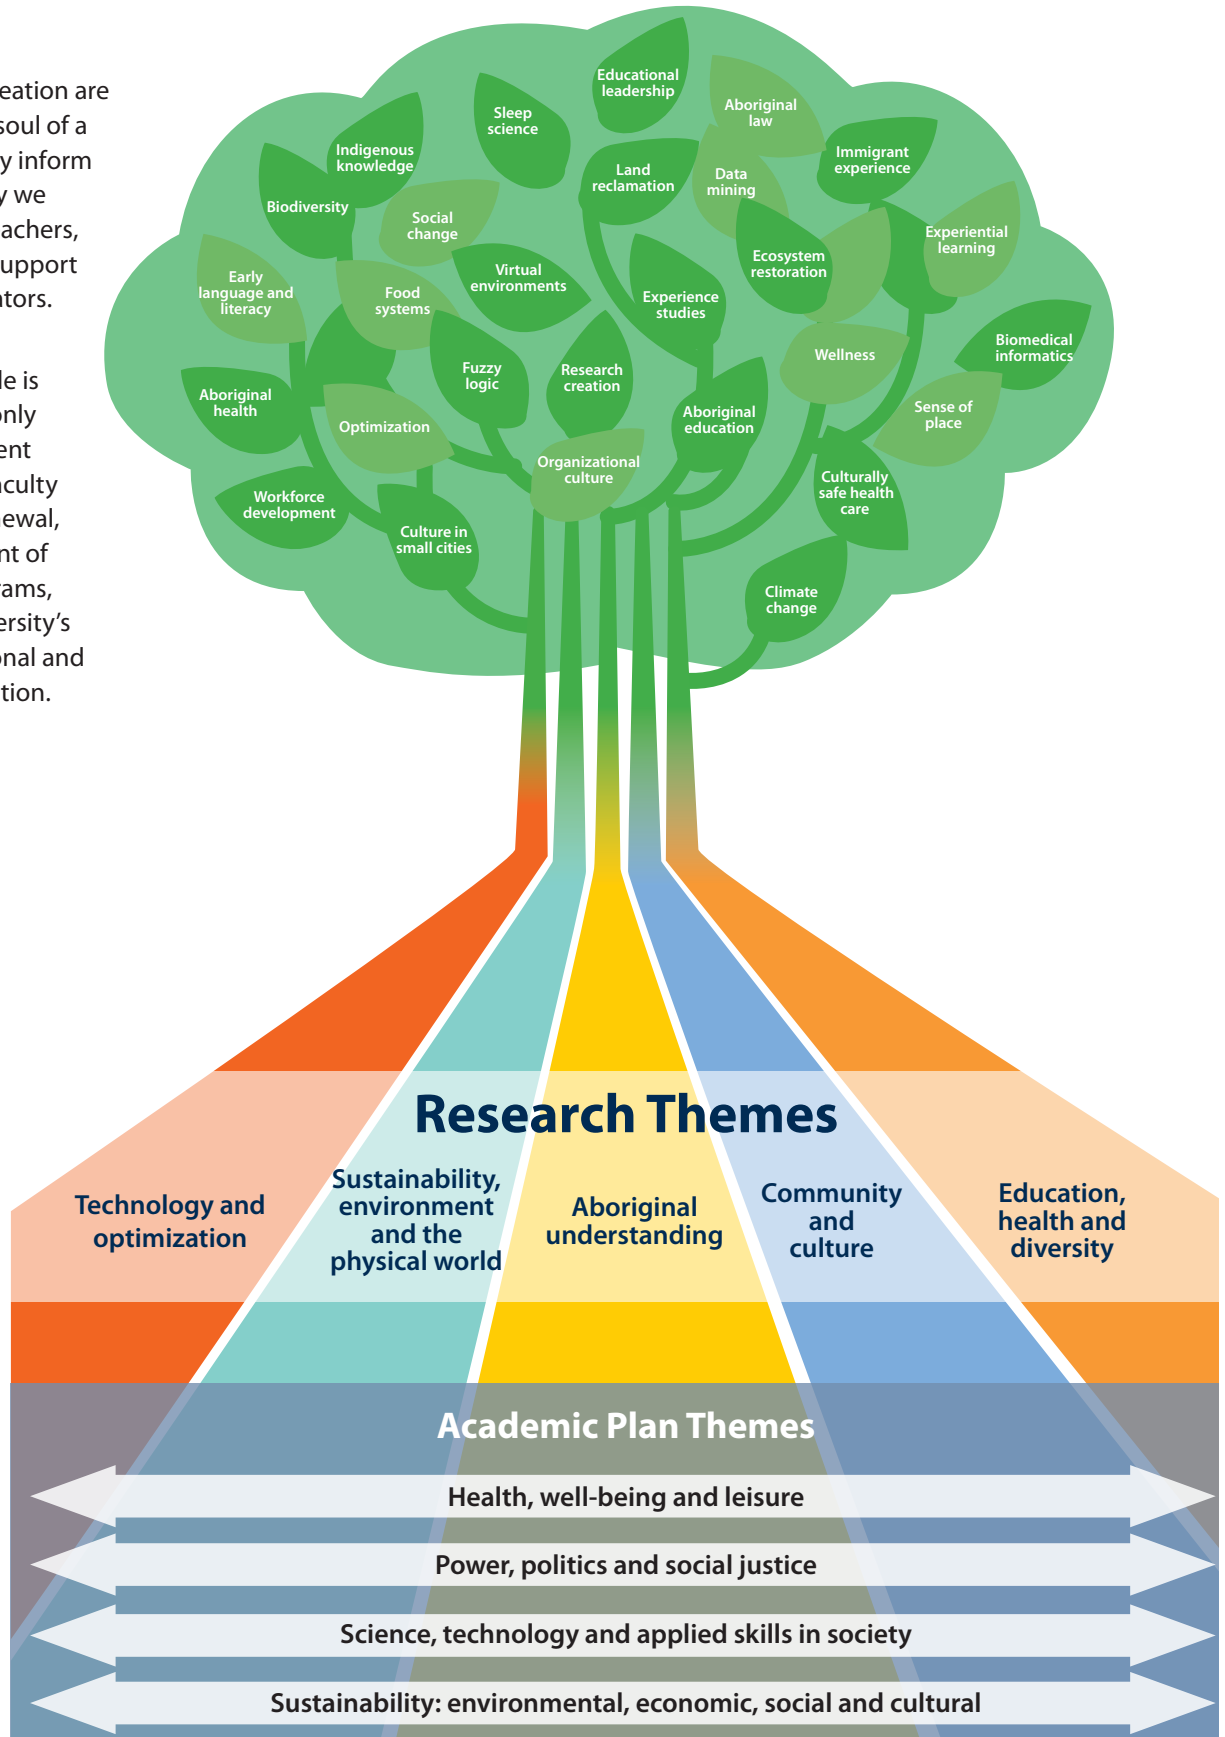 eation are
soul of a
y inform
y we
achers,
upport
ators.
le is
only
ent
aculty
ewal,
nt of
rams,
ersity's
onal and
tion.
Educational
leadership
Aboriginal
law
Sleep
science
Indigenous
knowledge
Immigrant
experience
Land
reclamation
Data
mining
Biodiversity
Social
change
Experiential
learning
Early
language and
literacy
Food
systems
Virtual
environments
Ecosystem
restoration
Experience
studies
Biomedical
informatics
Wellness
Fuzzy
logic
Research
creation
Aboriginal
health
Optimization
Aboriginal
education
Sense of
place
Organizational
culture
Culturally
safe health
care
Workforce
development
Culture in
small cities
Climate
change
Research Themes
Technology and
optimization
Sustainability,
environment
and the
physical world
Aboriginal
understanding
Community
and
culture
Education,
health and
diversity
Academic Plan Themes
Health, well-being and leisure
Power, politics and social justice
Science, technology and applied skills in society
Sustainability: environmental, economic, social and cultural